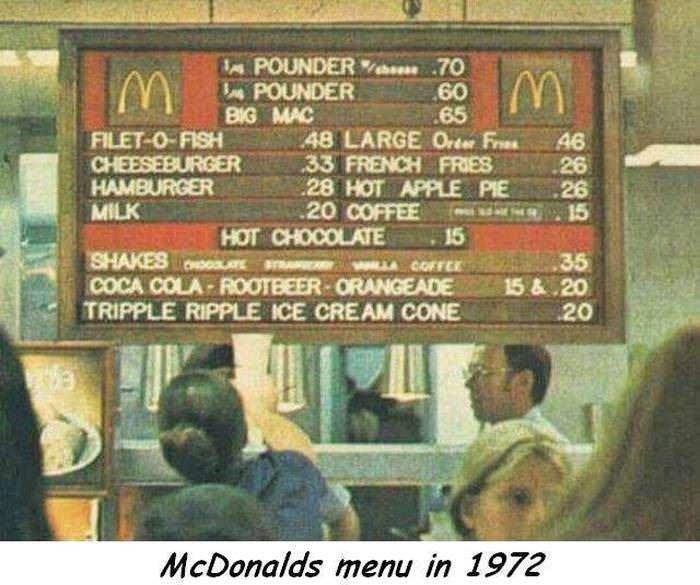 1/4 POUNDER W/cheese .70
1/4 POUNDER .60
BIG MAC .65
FILET-O-FISH .48 LARGE Order Fries 46
CHEESEBURGER .33 FRENCH FRIES .26
HAMBURGER .28 HOT APPLE PIE .26
MILK .20 COFFEE . 15
HOT CHOCOLATE . 15
SHAKES CHOCOLATE STRAWBERRY VANILLA COFFEE .35
COCA COLA - ROOTBEER - ORANGEADE 15 & .20
TRIPPLE RIPPLE ICE CREAM CONE .20
McDonalds menu in 1972